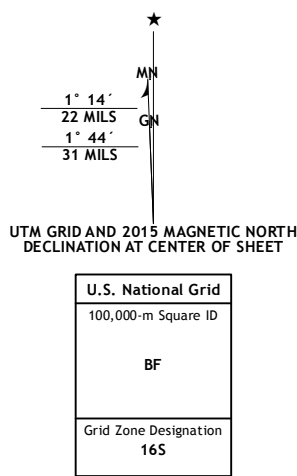 ★
MN
1° 14´
22 MILS
GN
1° 44´
31 MILS
UTM GRID AND 2015 MAGNETIC NORTH
DECLINATION AT CENTER OF SHEET
U.S. National Grid
100,000-m Square ID
BF
Grid Zone Designation
16S